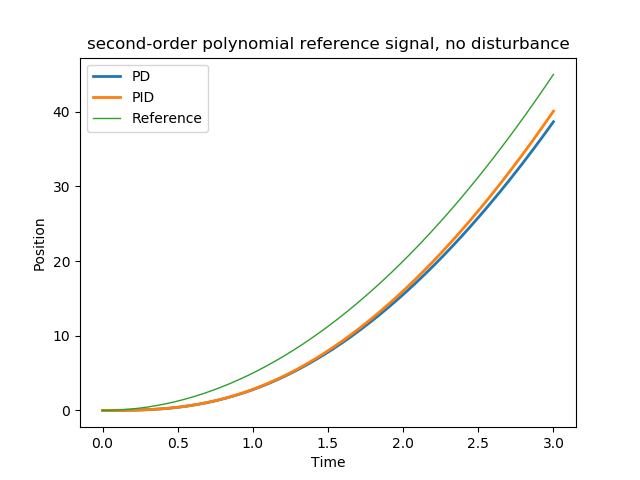 second-order polynomial reference signal, no disturbance
PD
PID
Reference
Position
40
30
20
10
0
0.0 0.5 1.0 1.5 2.0 2.5 3.0
Time